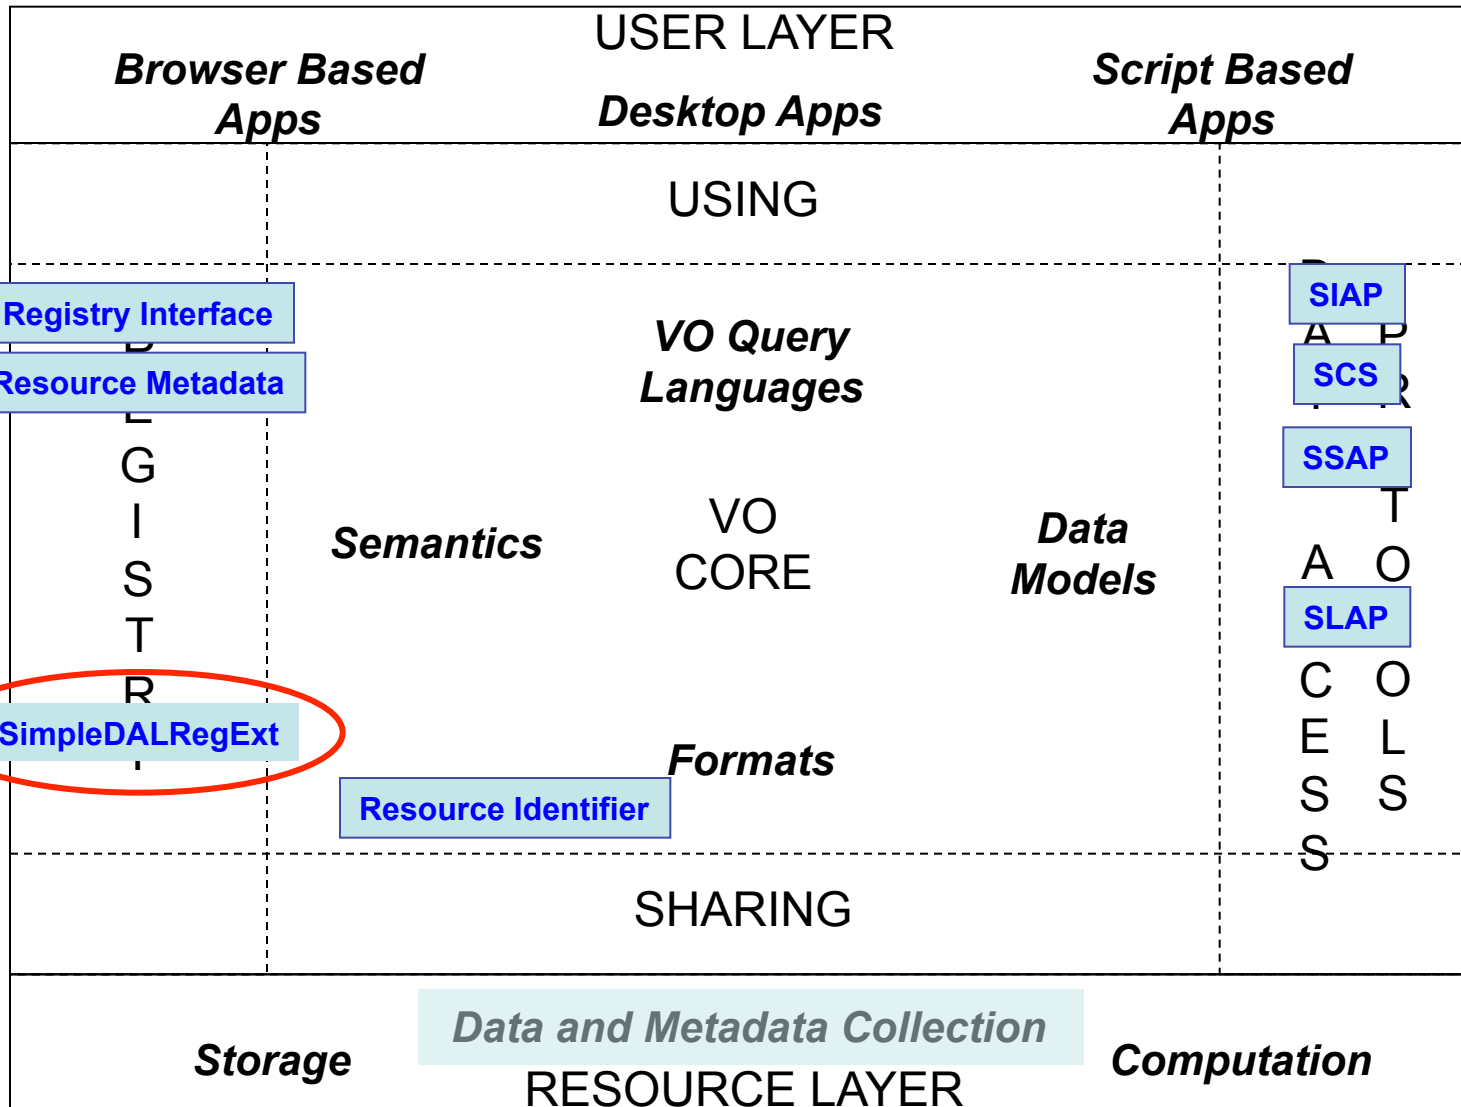 USER LAYER
Browser Based
Apps
Desktop Apps
Script Based
Apps
USING
Registry Interface
Resource Metadata
G
I
S
T
R
SimpleDALRegExt
VO Query
Languages
Semantics
VO
CORE
Data
Models
Formats
Resource Identifier
SIAP
SCS
SSAP
SLAP
A
C
E
S
S
P
R
T
O
O
L
S
SHARING
Data and Metadata Collection
Storage
Computation
RESOURCE LAYER